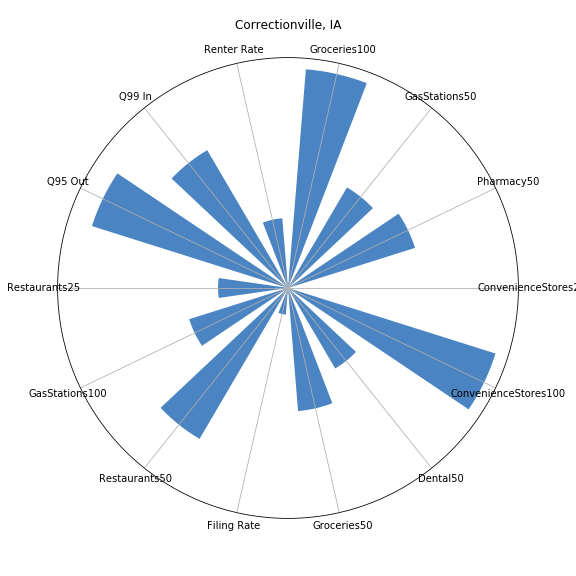 Correctionville, IA
Renter Rate
Groceries100
Q99 In
GasStations50
Q95 Out
Pharmacy50
Restaurants25
ConvenienceStores2
GasStations100
ConvenienceStores100
Restaurants50
Dental50
Filing Rate
Groceries50